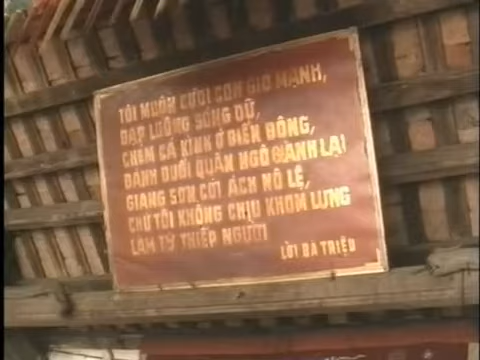 TÔI MUỐN CƯỠI CƠN GIÓ MẠNH,
ĐẠP LUỒNG SÓNG DỮ,
CHÉM CÁ KÌNH Ở BIỂN ĐÔNG,
ĐÁNH ĐUỔI QUÂN NGÔ GIÀNH LẠI
GIANG SƠN CỞI ÁCH NÔ LỆ,
CHỨ TÔI KHÔNG CHỊU KHOM LƯNG
LÀM TỲ THIẾP NGƯỜI
LỜI BÀ TRIỆU